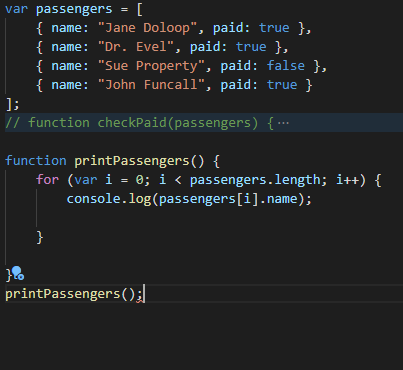 var passengers = [
    { name: "Jane Doloop", paid: true },
    { name: "Dr. Evel", paid: true },
    { name: "Sue Property", paid: false },
    { name: "John Funcall", paid: true }
];
// function checkPaid(passengers) {…
function printPassengers() {
    for (var i = 0; i < passengers.length; i++) {
        console.log(passengers[i].name);
    }
}
printPassengers();